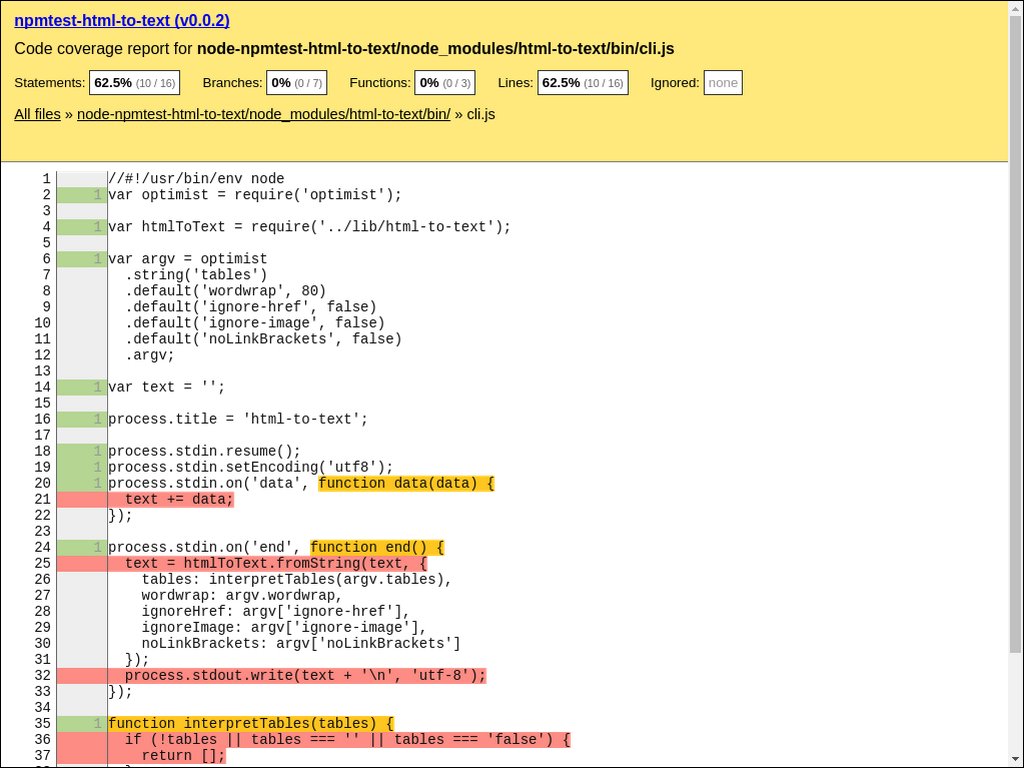 npmtest-html-to-text (v0.0.2)
Code coverage report for node-npmtest-html-to-text/node_modules/html-to-text/bin/cli.js
Statements: 62.5% (10 / 16) Branches: 0% (0 / 7) Functions: 0% (0 / 3) Lines: 62.5% (10 / 16) Ignored: none
All files » node-npmtest-html-to-text/node_modules/html-to-text/bin/ » cli.js
1 //#!/usr/bin/env node
2 1 var optimist = require('optimist');
3
4 1 var htmlToText = require('../lib/html-to-text');
5
6 1 var argv = optimist
7   .string('tables')
8   .default('wordwrap', 80)
9   .default('ignore-href', false)
10   .default('ignore-image', false)
11   .default('noLinkBrackets', false)
12   .argv;
13
14 1 var text = '';
15
16 1 process.title = 'html-to-text';
17
18 1 process.stdin.resume();
19 1 process.stdin.setEncoding('utf8');
20 1 process.stdin.on('data', function data(data) {
21   text += data;
22 });
23
24 1 process.stdin.on('end', function end() {
25   text = htmlToText.fromString(text, {
26     tables: interpretTables(argv.tables),
27     wordwrap: argv.wordwrap,
28     ignoreHref: argv['ignore-href'],
29     ignoreImage: argv['ignore-image'],
30     noLinkBrackets: argv['noLinkBrackets']
31   });
32   process.stdout.write(text + '\n', 'utf-8');
33 });
34
35 1 function interpretTables(tables) {
36   if (!tables || tables === '' || tables === 'false') {
37     return [];